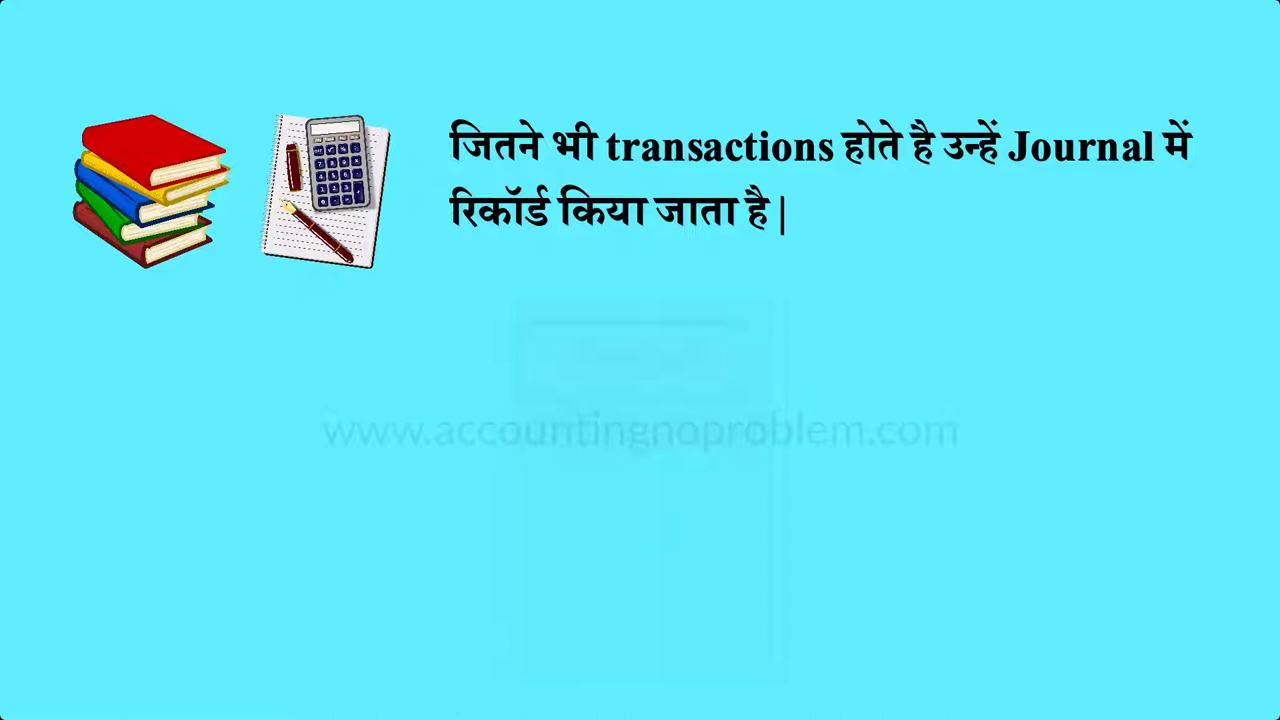 जितने भी transactions होते है उन्हें Journal में
रिकॉर्ड किया जाता है |
www.accountingnoproblem.com